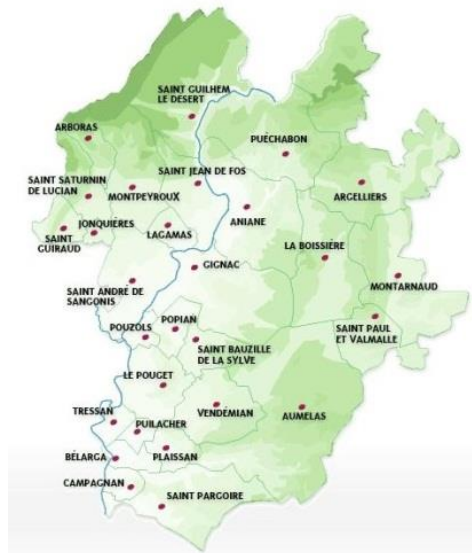 SAINT GUILHEM
LE DESERT
ARBORAS
PUÉCHABON
SAINT SATURNIN
DE LUCIAN
MONTPEYROUX
SAINT JEAN DE FOS
ARGELLIERS
ANIANE
JONQUIÈRES
SAINT
GUIRAUD
LAGAMAS
LA BOISSIÈRE
GIGNAC
MONTARNAUD
SAINT ANDRÉ DE
SANGONIS
POPIAN
POUZOLS
SAINT PAUL
ET VALMALLE
SAINT BAUZILLE
DE LA SYLVE
LE POUGET
TRESSAN
VENDÉMIAN
AUMELAS
PUILACHER
BÉLARGA
PLAISSAN
CAMPAGNAN
SAINT PARGOIRE